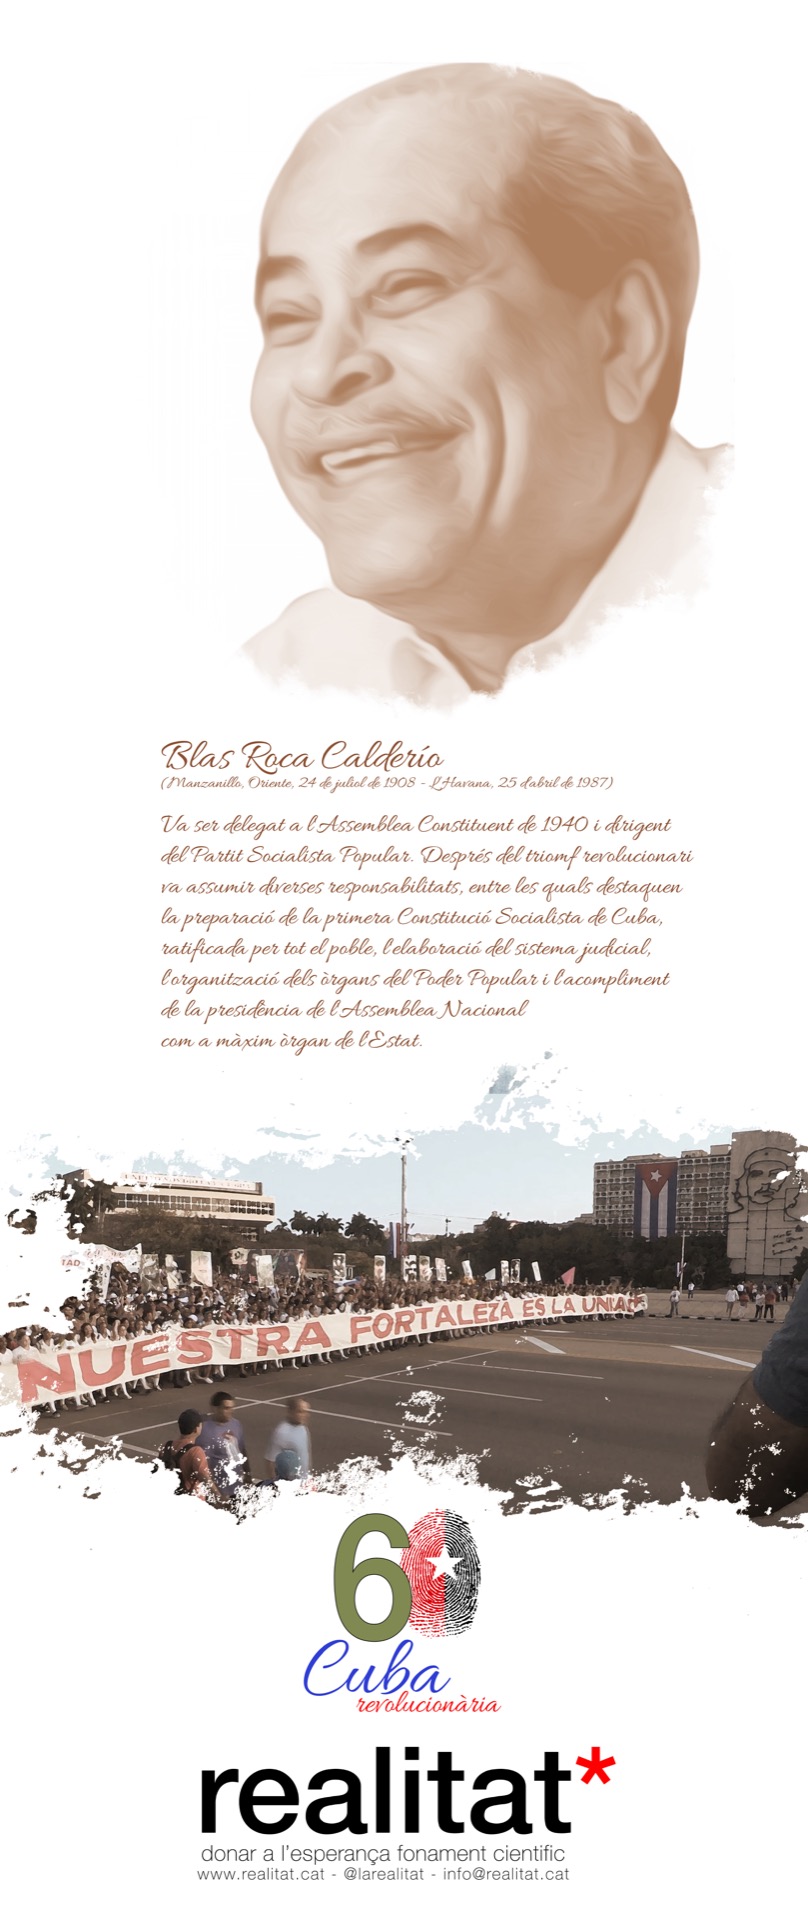 Blas Roca Calderío
(Manzanillo, Oriente, 24 de juliol de 1908 - L'Havana, 25 d'abril de 1987)
Va ser delegat a l'Assemblea Constituent de 1940 i dirigent
del Partit Socialista Popular. Després del triomf revolucionari
va assumir diverses responsabilitats, entre les quals destaquen
la preparació de la primera Constitució Socialista de Cuba,
ratificada per tot el poble, l'elaboració del sistema judicial,
l'organització dels òrgans del Poder Popular i l'acompliment
de la presidència de l'Assemblea Nacional
com a màxim òrgan de l'Estat.
TAD
NUESTRA FORTALEZA ES LA UNIDAD
60
Cuba
revolucionària
realitat*
donar a l'esperança fonament cientific
www.realitat.cat - @larealitat - info@realitat.cat